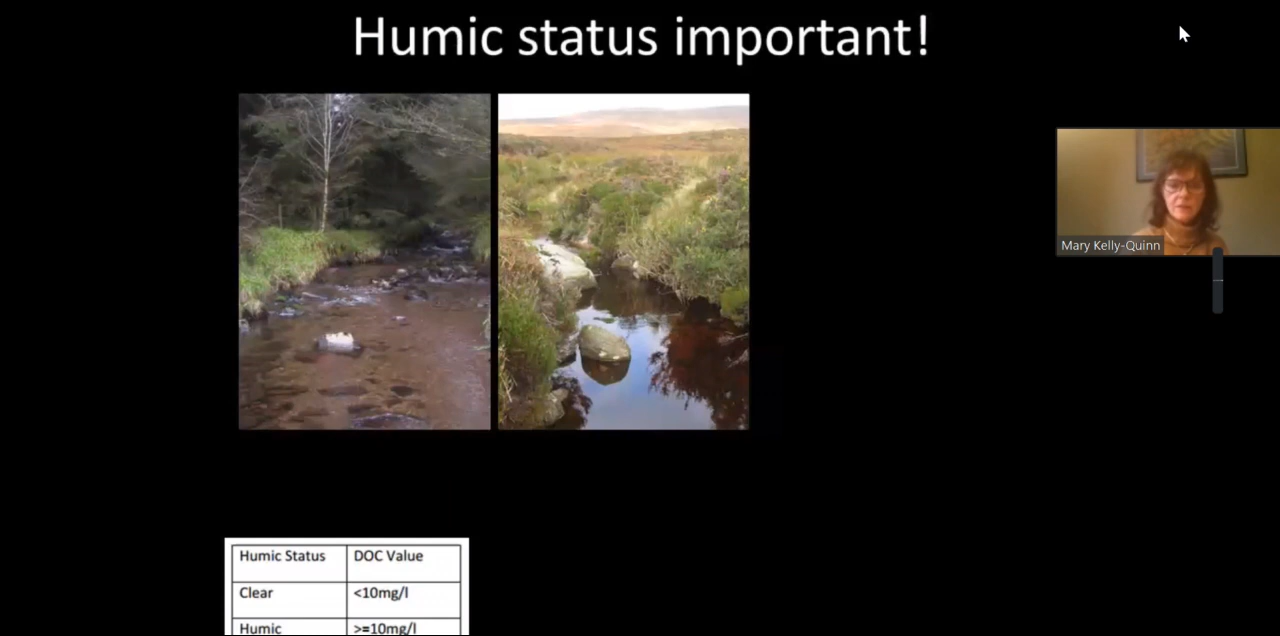 Humic status important!
Mary Kelly-Quinn
Humic Status DOC Value
Clear <10mg/l
Humic >=10mg/l